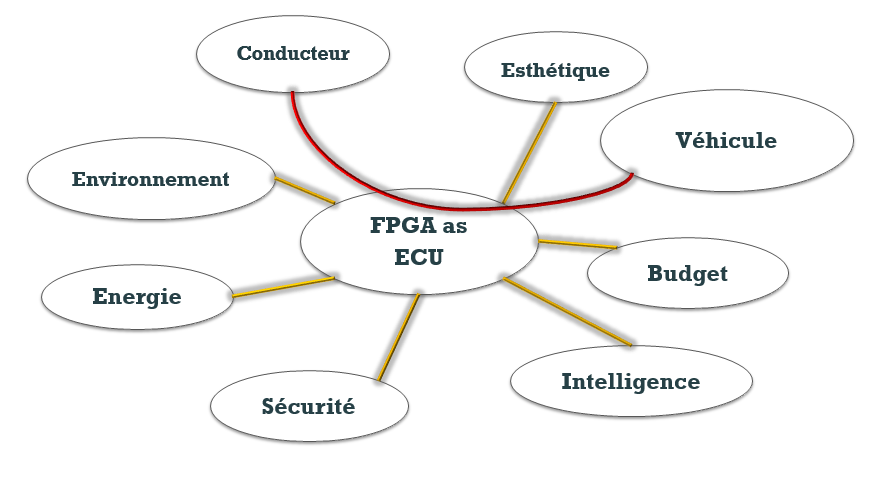 Conducteur
Esthétique
Véhicule
Environnement
FPGA as
ECU
Budget
Energie
Intelligence
Sécurité